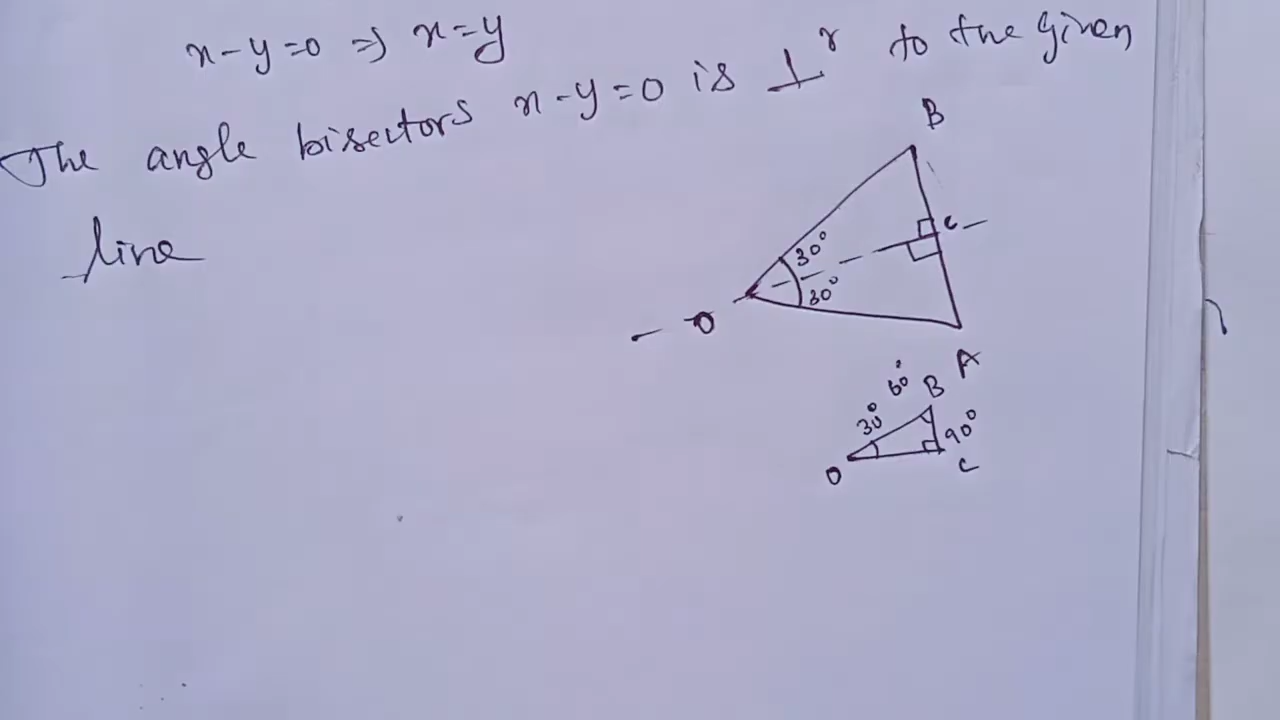 x-y=0 ⇒ x=y
The angle bisectors x-y=0 is ⊥r to the given
line
B
30°
30°
C
O
A
60°
B
30°
90°
O
C